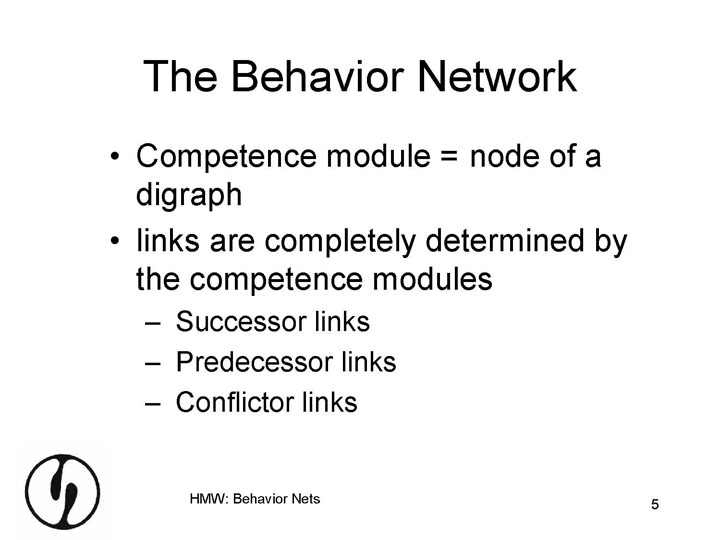 The Behavior Network
• Competence module = node of a
digraph
• links are completely determined by
the competence modules
– Successor links
– Predecessor links
– Conflictor links
HMW: Behavior Nets
5